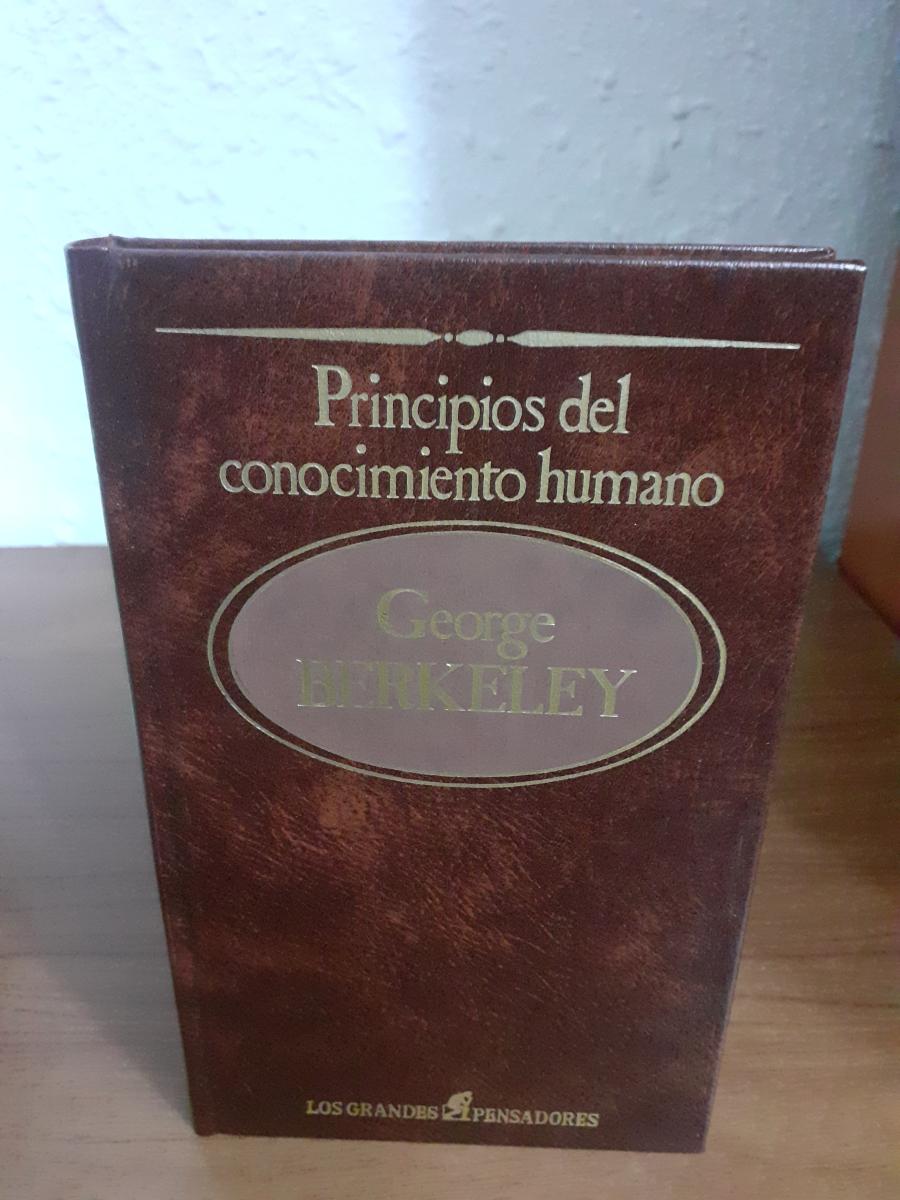 Principios del
conocimiento humano
George
BERKELEY
LOS GRANDES PENSADORES